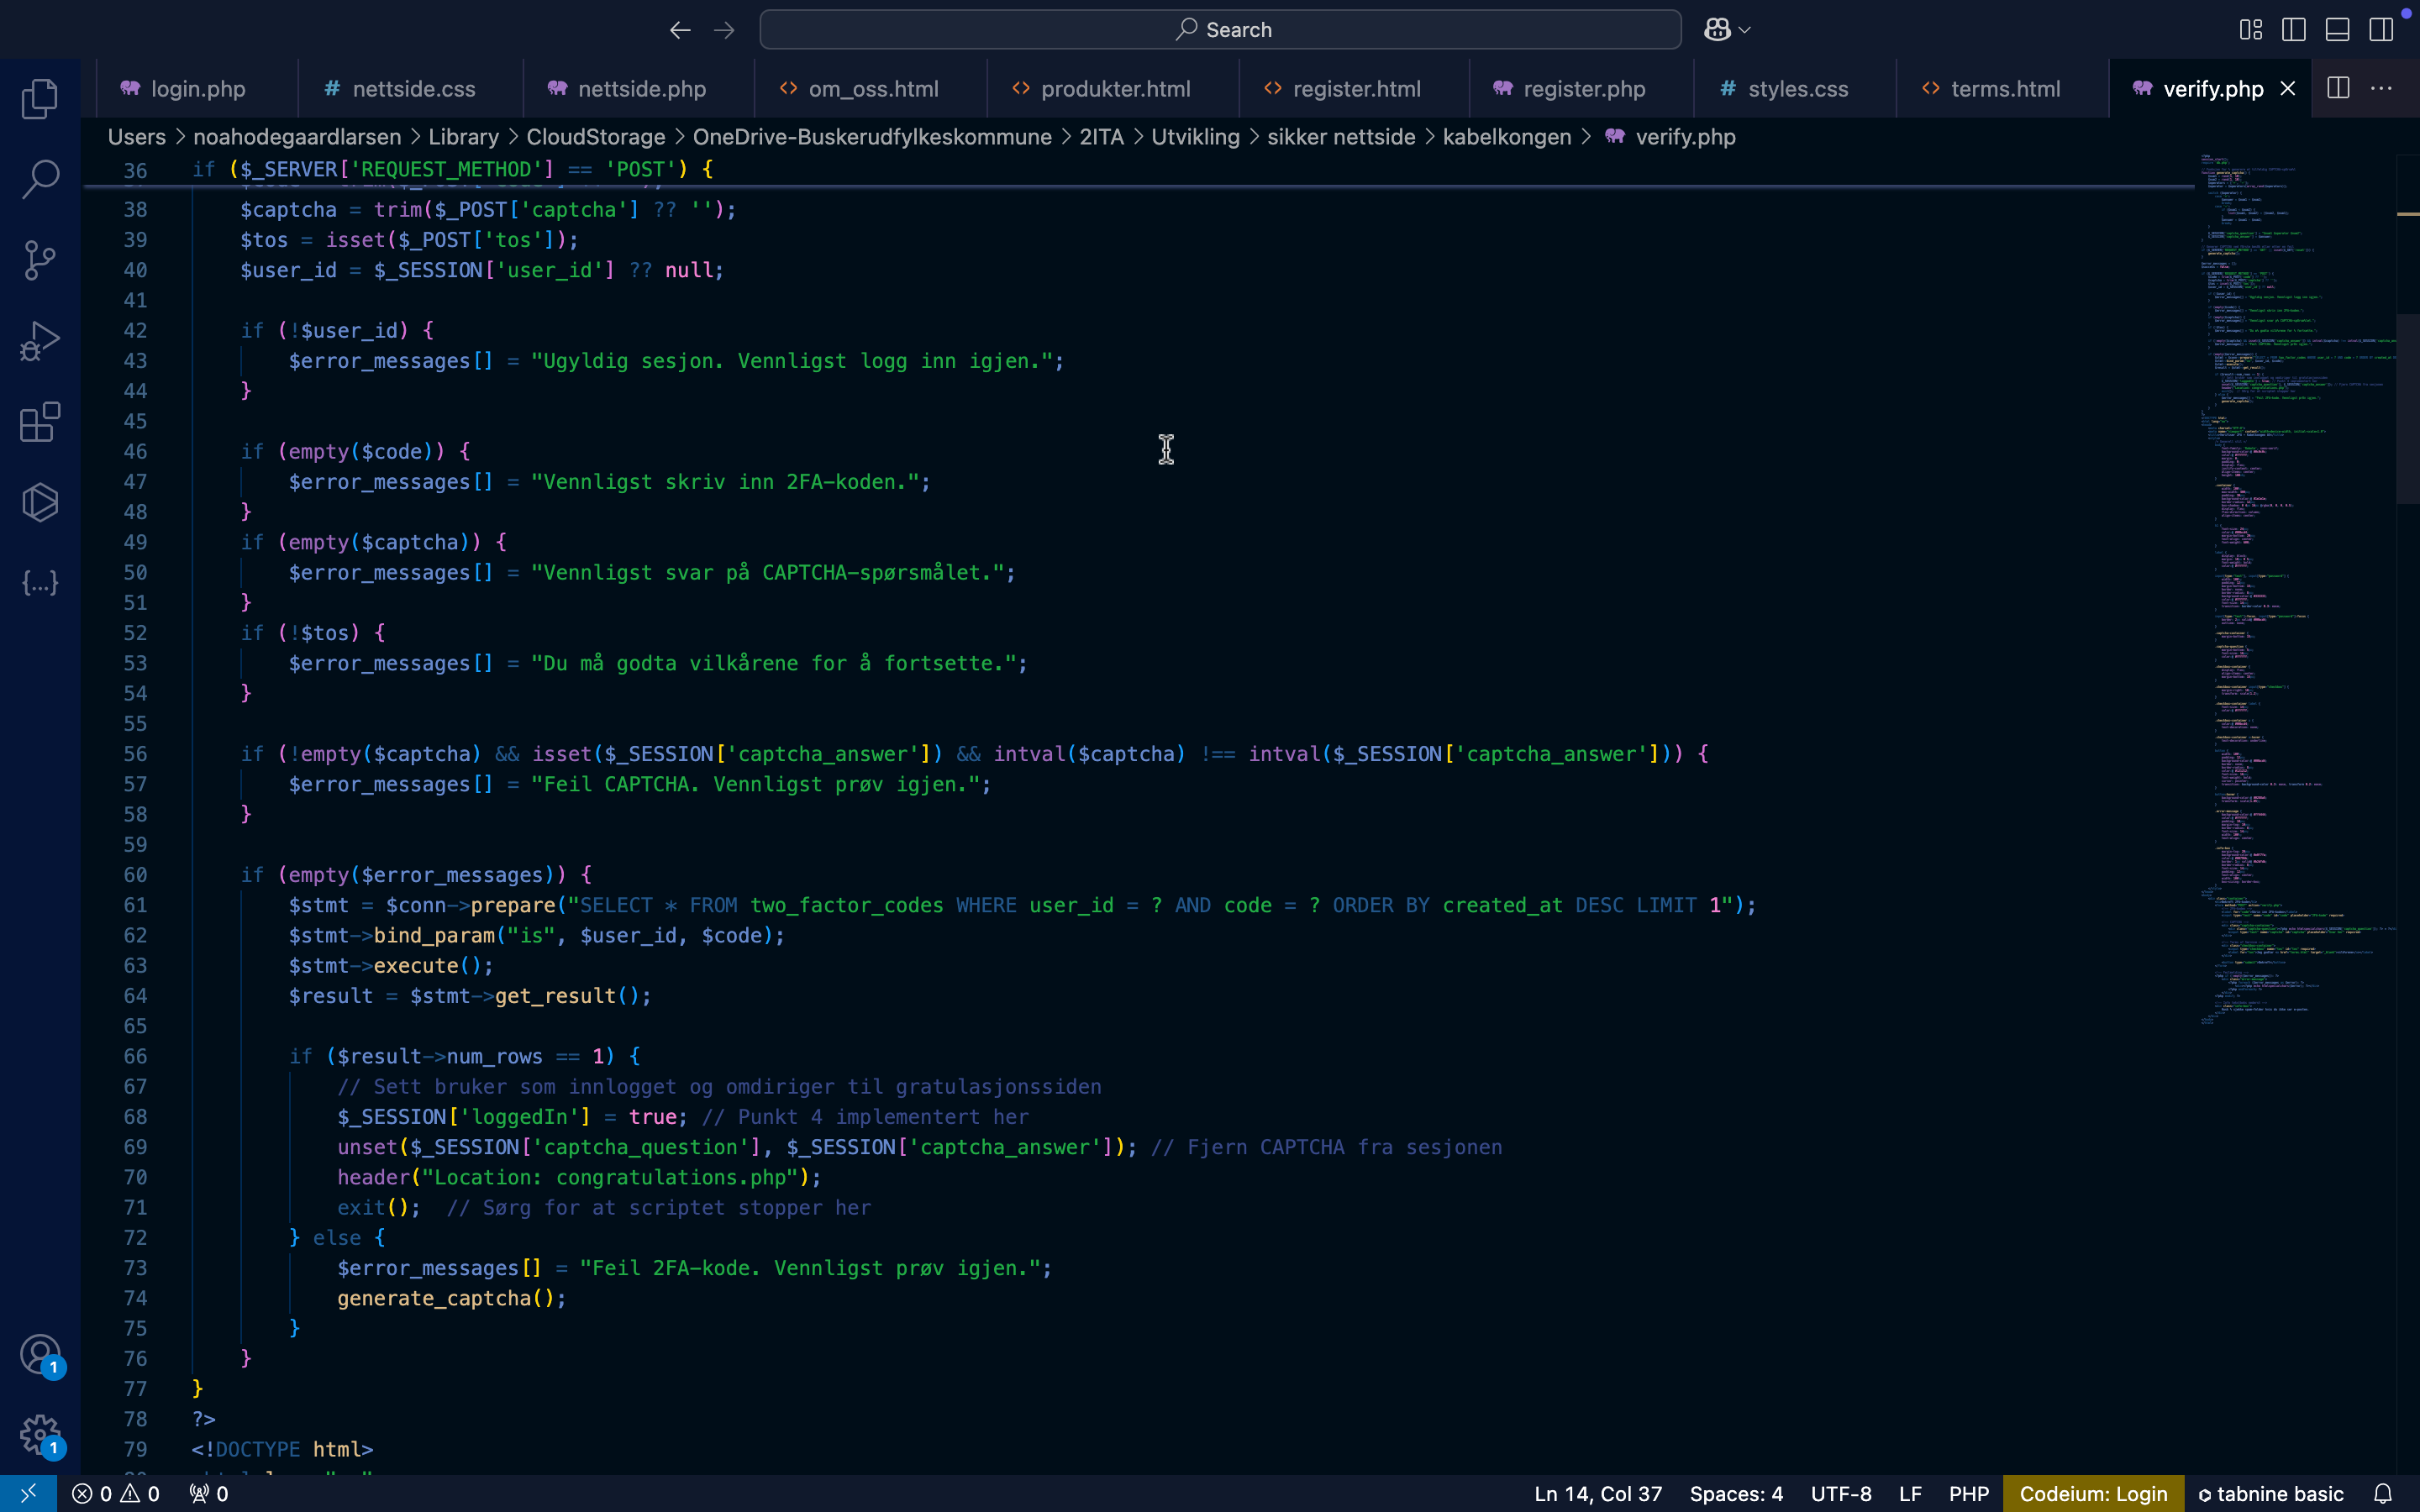 Search
login.php
nettside.css
nettside.php
om_oss.html
produkter.html
register.html
register.php
styles.css
terms.html
verify.php
Users > noahodegaardlarsen > Library > CloudStorage > OneDrive-Buskerudfylkeskommune > 2ITA > Utvikling > sikker nettside > kabelkongen > verify.php
36 if ($_SERVER['REQUEST_METHOD'] == 'POST') {
38 $captcha = trim($_POST['captcha'] ?? '');
39 $tos = isset($_POST['tos']);
40 $user_id = $_SESSION['user_id'] ?? null;
41
42 if (!$user_id) {
43 $error_messages[] = "Ugyldig sesjon. Vennligst logg inn igjen.";
44 }
45
46 if (empty($code)) {
47 $error_messages[] = "Vennligst skriv inn 2FA-koden.";
48 }
49 if (empty($captcha)) {
50 $error_messages[] = "Vennligst svar på CAPTCHA-spørsmålet.";
51 }
52 if (!$tos) {
53 $error_messages[] = "Du må godta vilkårene for å fortsette.";
54 }
55
56 if (!empty($captcha) && isset($_SESSION['captcha_answer']) && intval($captcha) !== intval($_SESSION['captcha_answer'])) {
57 $error_messages[] = "Feil CAPTCHA. Vennligst prøv igjen.";
58 }
59
60 if (empty($error_messages)) {
61 $stmt = $conn->prepare("SELECT * FROM two_factor_codes WHERE user_id = ? AND code = ? ORDER BY created_at DESC LIMIT 1");
62 $stmt->bind_param("is", $user_id, $code);
63 $stmt->execute();
64 $result = $stmt->get_result();
65
66 if ($result->num_rows == 1) {
67 // Sett bruker som innlogget og omdiriger til gratulasjonssiden
68 $_SESSION['loggedIn'] = true; // Punkt 4 implementert her
69 unset($_SESSION['captcha_question'], $_SESSION['captcha_answer']); // Fjern CAPTCHA fra sesjonen
70 header("Location: congratulations.php");
71 exit();  // Sørg for at scriptet stopper her
72 } else {
73 $error_messages[] = "Feil 2FA-kode. Vennligst prøv igjen.";
74 generate_captcha();
75 }
76 }
77 }
78 ?>
79 <!DOCTYPE html>
1
1
0 0 0
Ln 14, Col 37 Spaces: 4 UTF-8 LF PHP Codeium: Login tabnine basic